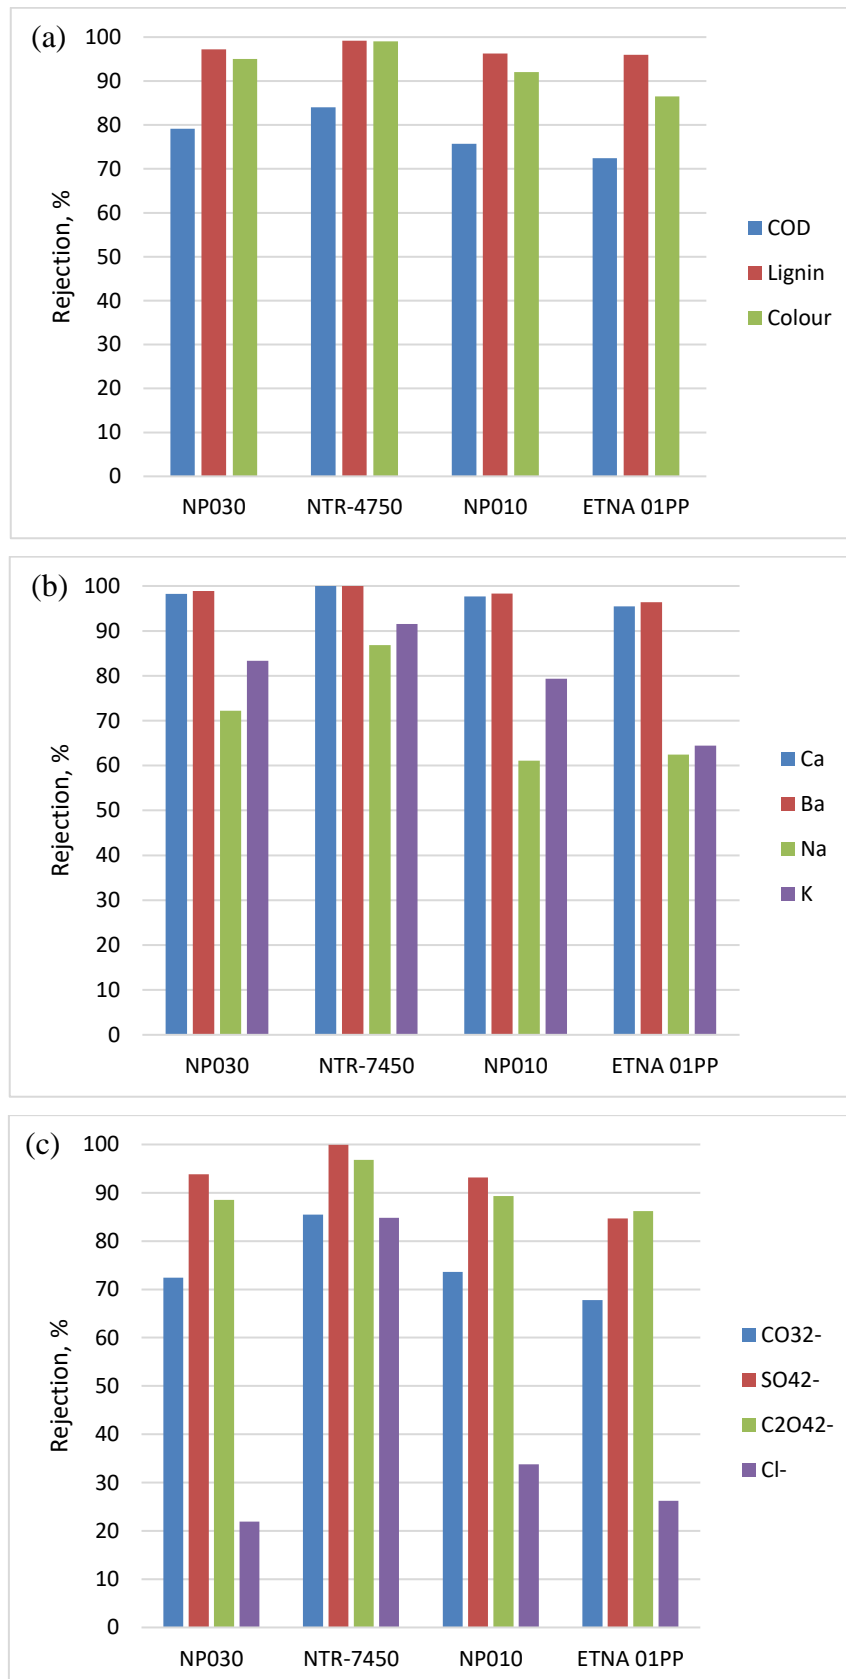 (a)
100
90
80
70
60
50
40
30
20
10
0
Rejection, %
NP030 NTR-4750 NP010 ETNA 01PP
COD
Lignin
Colour
(b)
100
90
80
70
60
50
40
30
20
10
0
Rejection, %
NP030 NTR-7450 NP010 ETNA 01PP
Ca
Ba
Na
K
(c)
100
90
80
70
60
50
40
30
20
10
0
Rejection, %
NP030 NTR-7450 NP010 ETNA 01PP
CO32-
SO42-
C2O42-
Cl-